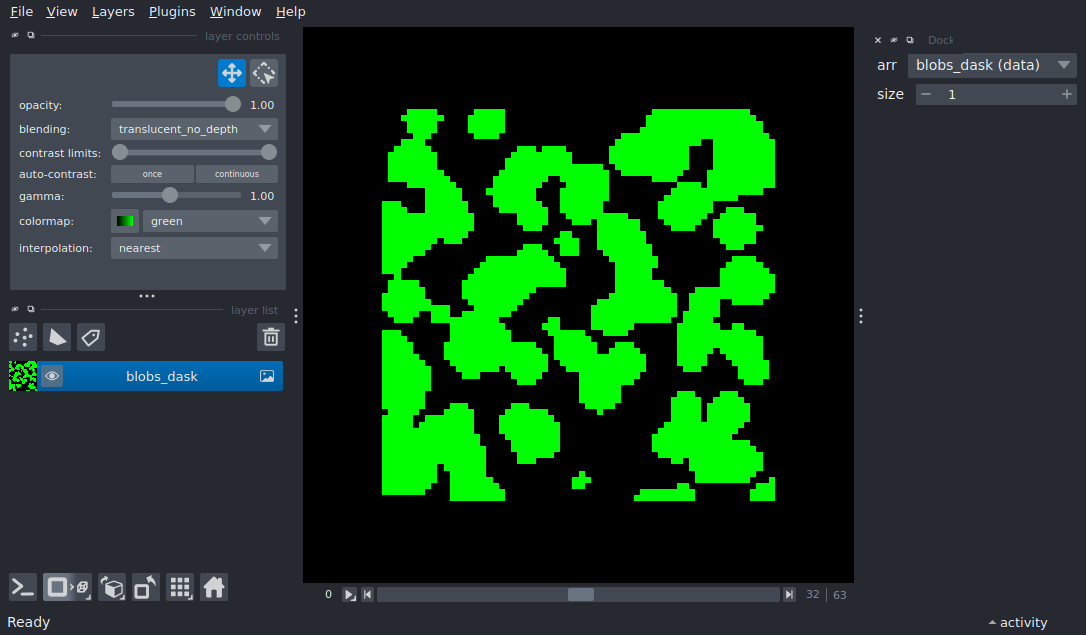 File View Layers Plugins Window Help
layer controls
opacity: 1.00
blending: translucent_no_depth
contrast limits:
auto-contrast: once continuous
gamma: 1.00
colormap: green
interpolation: nearest
layer list
blobs_dask
Dock
arr blobs_dask (data)
size 1
0 32 63
Ready
activity